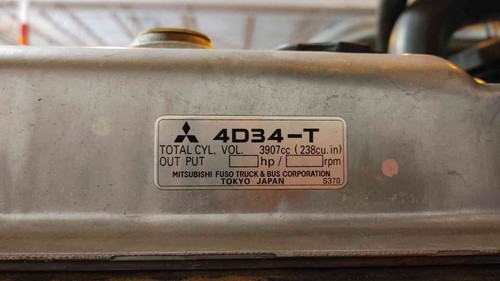 4D34-T
TOTAL CYL. VOL. 3907cc (238cu.in)
OUT PUT hp/ rpm
MITSUBISHI FUSO TRUCK & BUS CORPORATION
TOKYO JAPAN S370